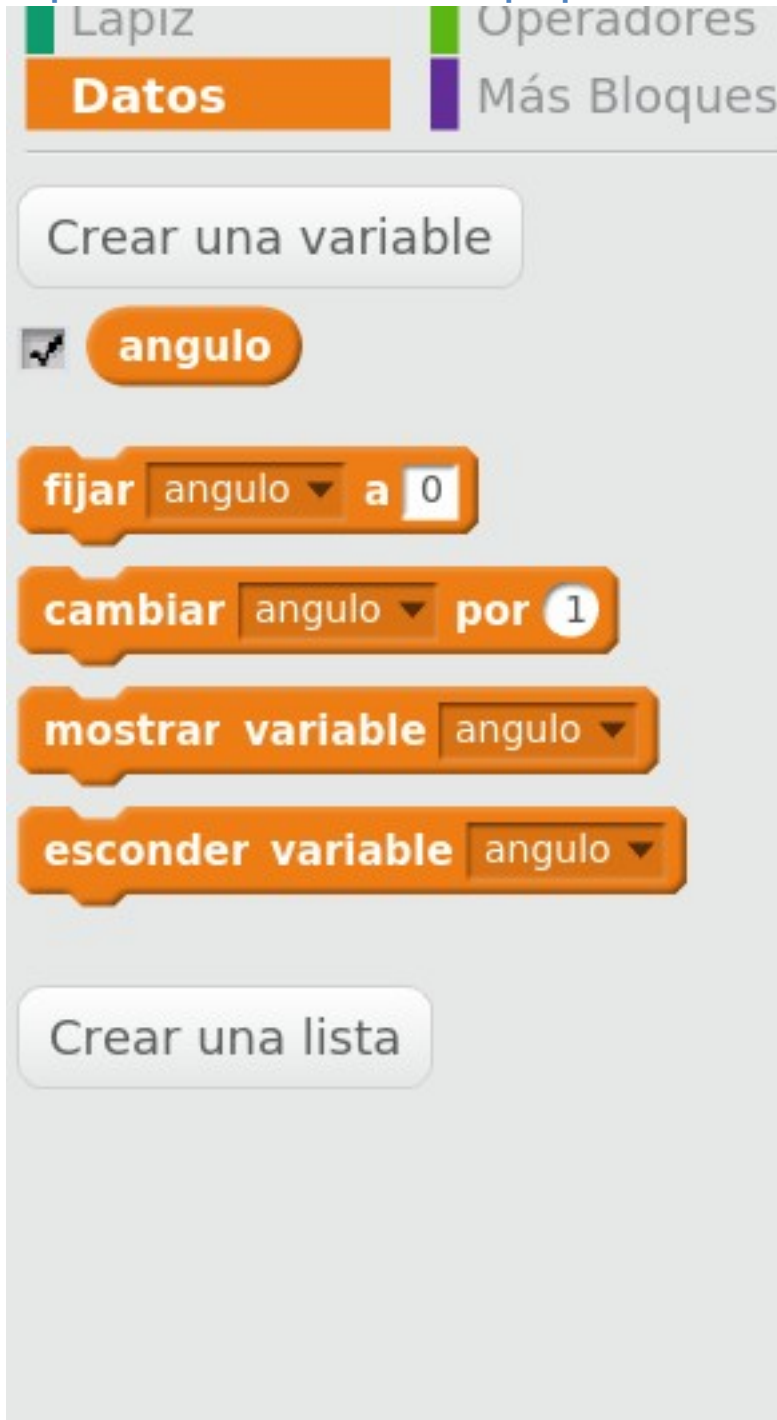 Lápiz
Operadores
Datos
Más Bloques
Crear una variable
angulo
fijar angulo a 0
cambiar angulo por 1
mostrar variable angulo
esconder variable angulo
Crear una lista